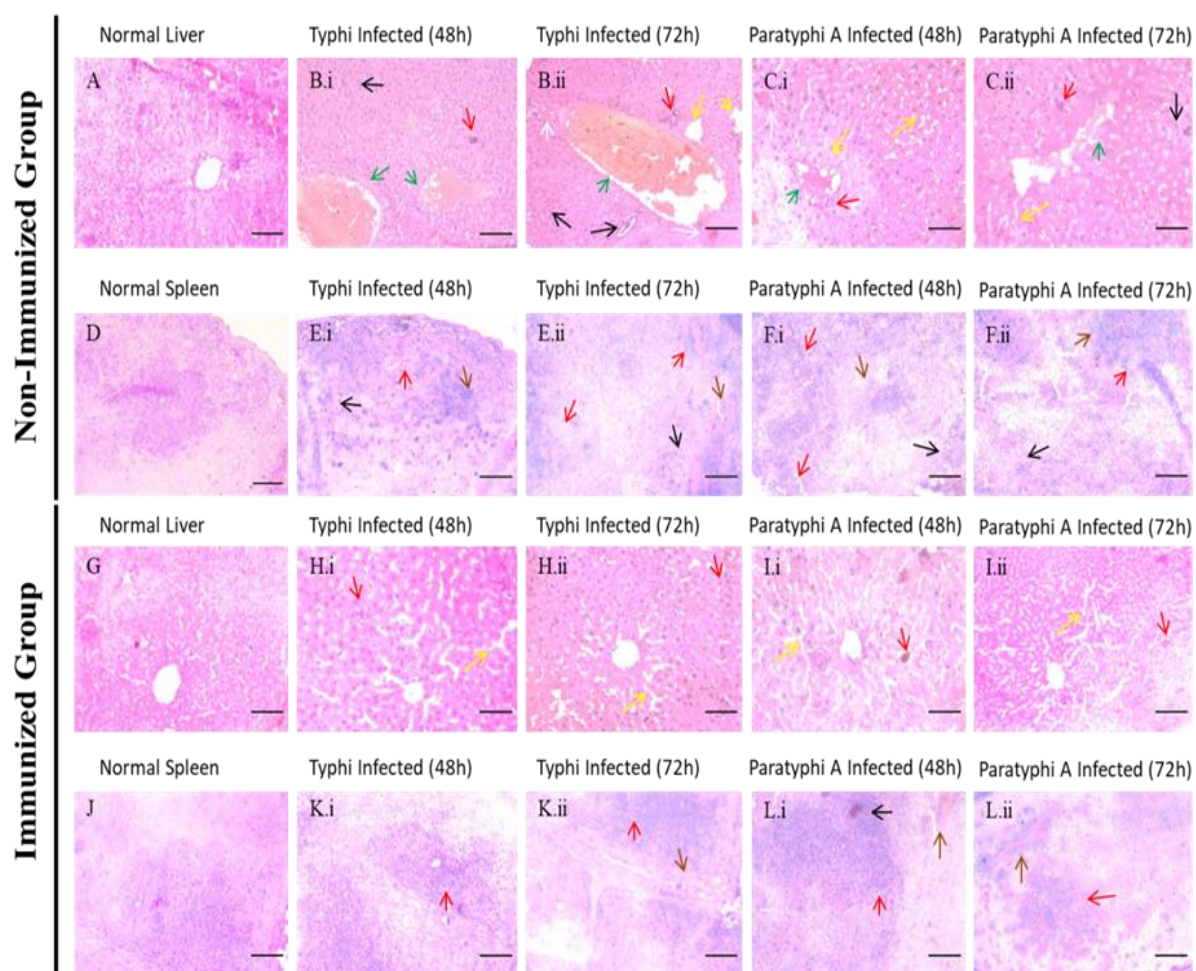 Non-Immunized Group
Normal Liver
Typhi Infected (48h)
Typhi Infected (72h)
Paratyphi A Infected (48h)
Paratyphi A Infected (72h)
A
B.i
B.ii
C.i
C.ii
Normal Spleen
Typhi Infected (48h)
Typhi Infected (72h)
Paratyphi A Infected (48h)
Paratyphi A Infected (72h)
D
E.i
E.ii
F.i
F.ii
Immunized Group
Normal Liver
Typhi Infected (48h)
Typhi Infected (72h)
Paratyphi A Infected (48h)
Paratyphi A Infected (72h)
G
H.i
H.ii
I.i
I.ii
Normal Spleen
Typhi Infected (48h)
Typhi Infected (72h)
Paratyphi A Infected (48h)
Paratyphi A Infected (72h)
J
K.i
K.ii
L.i
L.ii